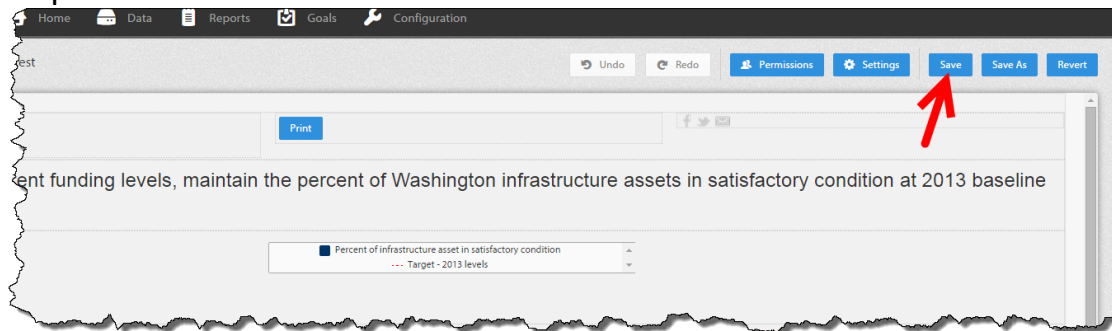 Home Data Reports Goals Configuration
est Undo Redo Permissions Settings Save Save As Revert
Print
ent funding levels, maintain the percent of Washington infrastructure assets in satisfactory condition at 2013 baseline
Percent of infrastructure asset in satisfactory condition
--- Target - 2013 levels